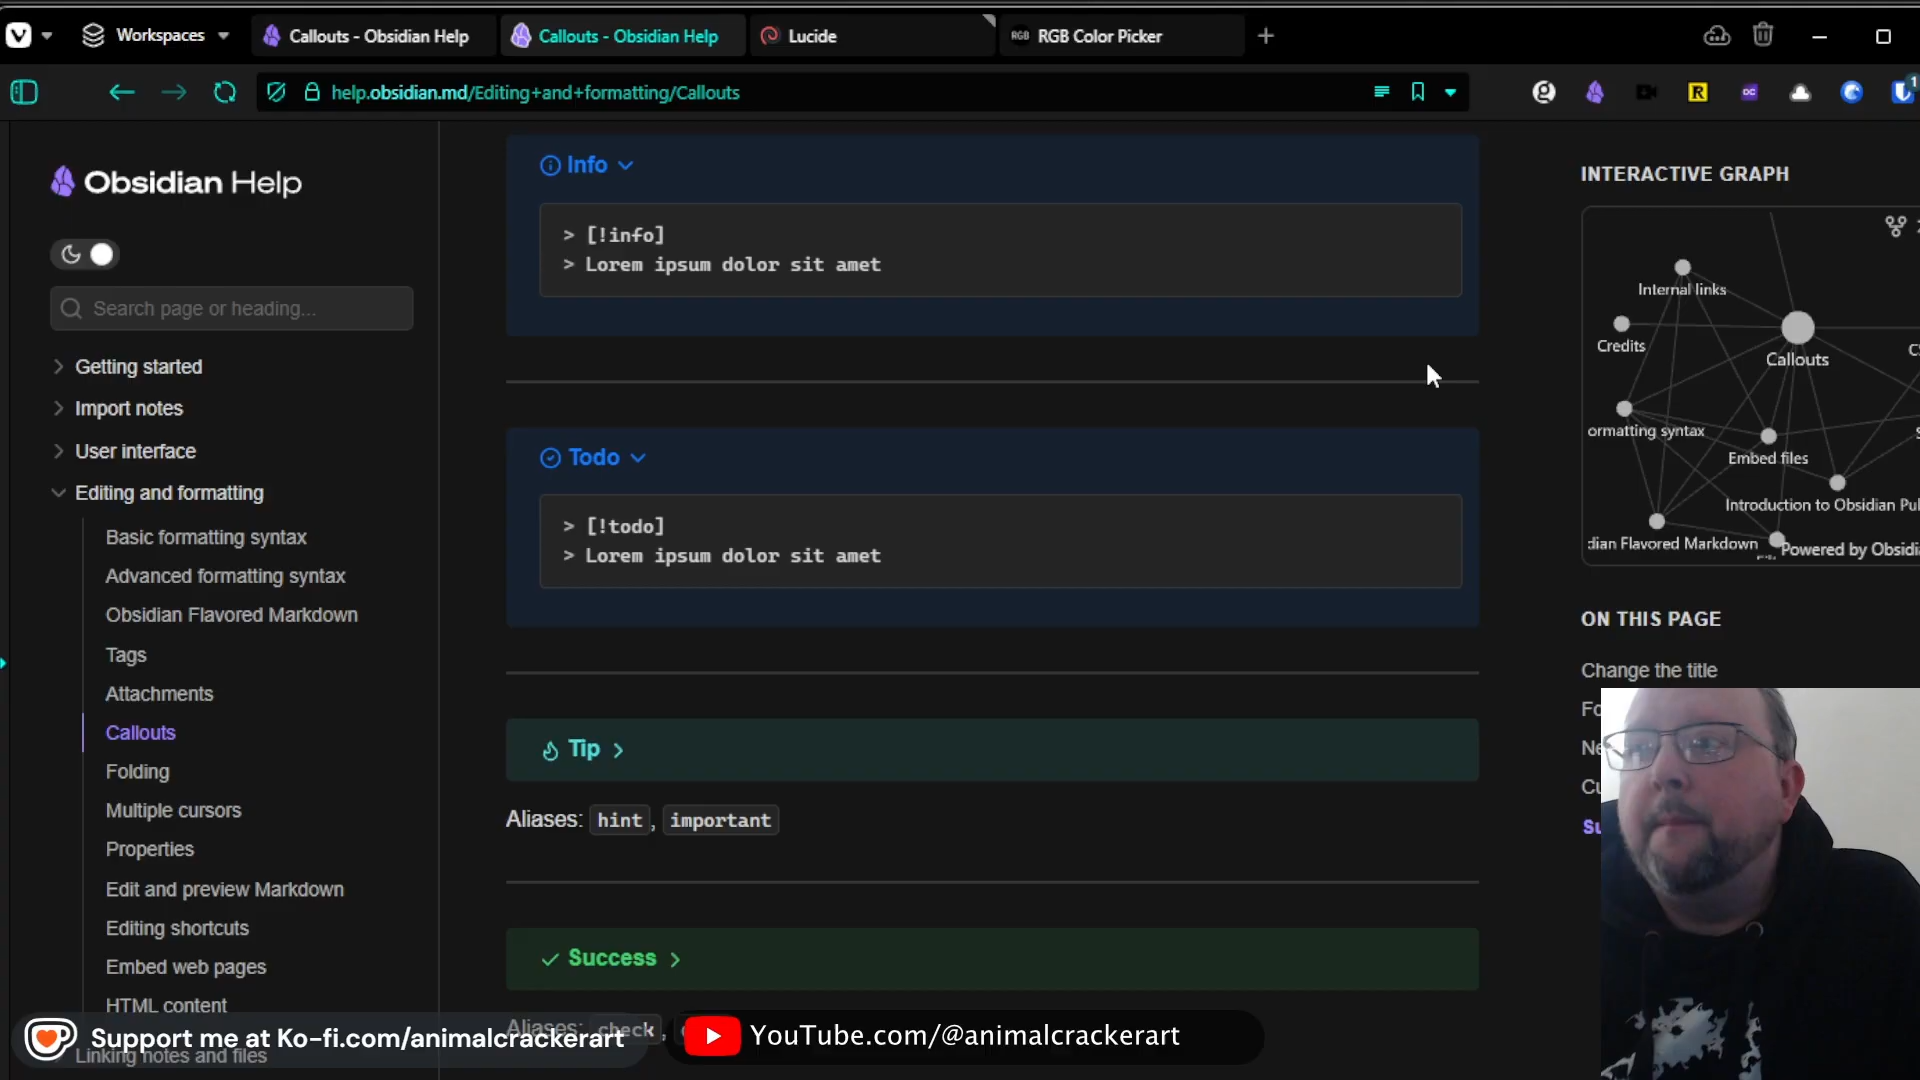 Workspaces
Callouts - Obsidian Help
Callouts - Obsidian Help
Lucide
RGB
RGB Color Picker
help.obsidian.md/Editing+and+formatting/Callouts
1
Obsidian Help
Search page or heading...
Getting started
Import notes
User interface
Editing and formatting
Basic formatting syntax
Advanced formatting syntax
Obsidian Flavored Markdown
Tags
Attachments
Callouts
Folding
Multiple cursors
Properties
Edit and preview Markdown
Editing shortcuts
Embed web pages
HTML content
Linking notes and files
Info
> [!info]
> Lorem ipsum dolor sit amet
Todo
> [!todo]
> Lorem ipsum dolor sit amet
Tip
Aliases: hint, important
Success
Aliases: check,
INTERACTIVE GRAPH
Internal links
Credits
Callouts
ormatting syntax
Embed files
Introduction to Obsidian Pul
dian Flavored Markdown
Powered by Obsidi
ON THIS PAGE
Change the title
Support me at Ko-fi.com/animalcrackerart
YouTube.com/@animalcrackerart